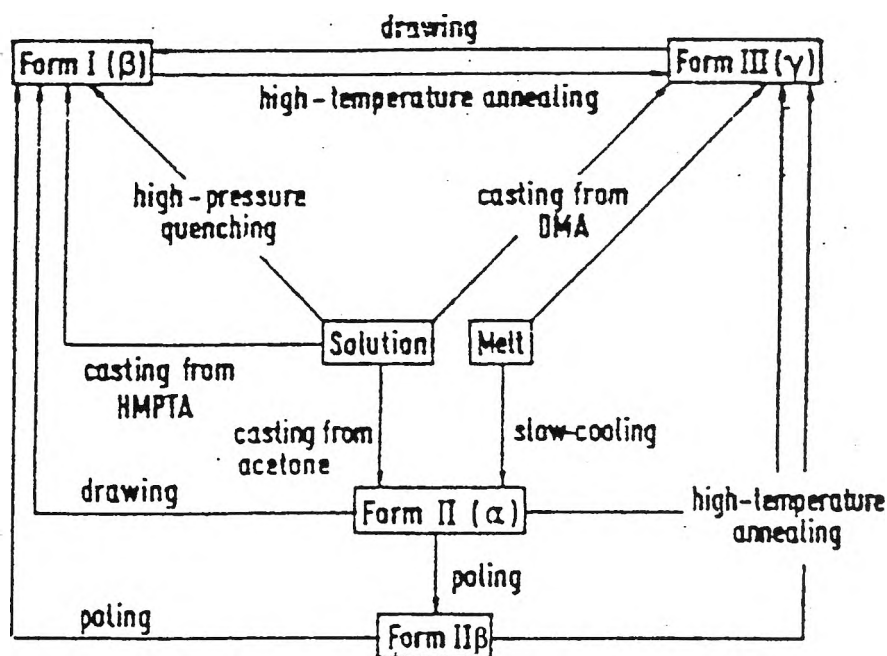 drawing
Form I (β)
Form III (γ)
high-temperature annealing
high-pressure
quenching
casting from
DMA
Solution
Melt
casting from
HMPTA
casting from
acetone
slow-cooling
drawing
Form II (α)
high-temperature
annealing
poling
poling
Form IIβ